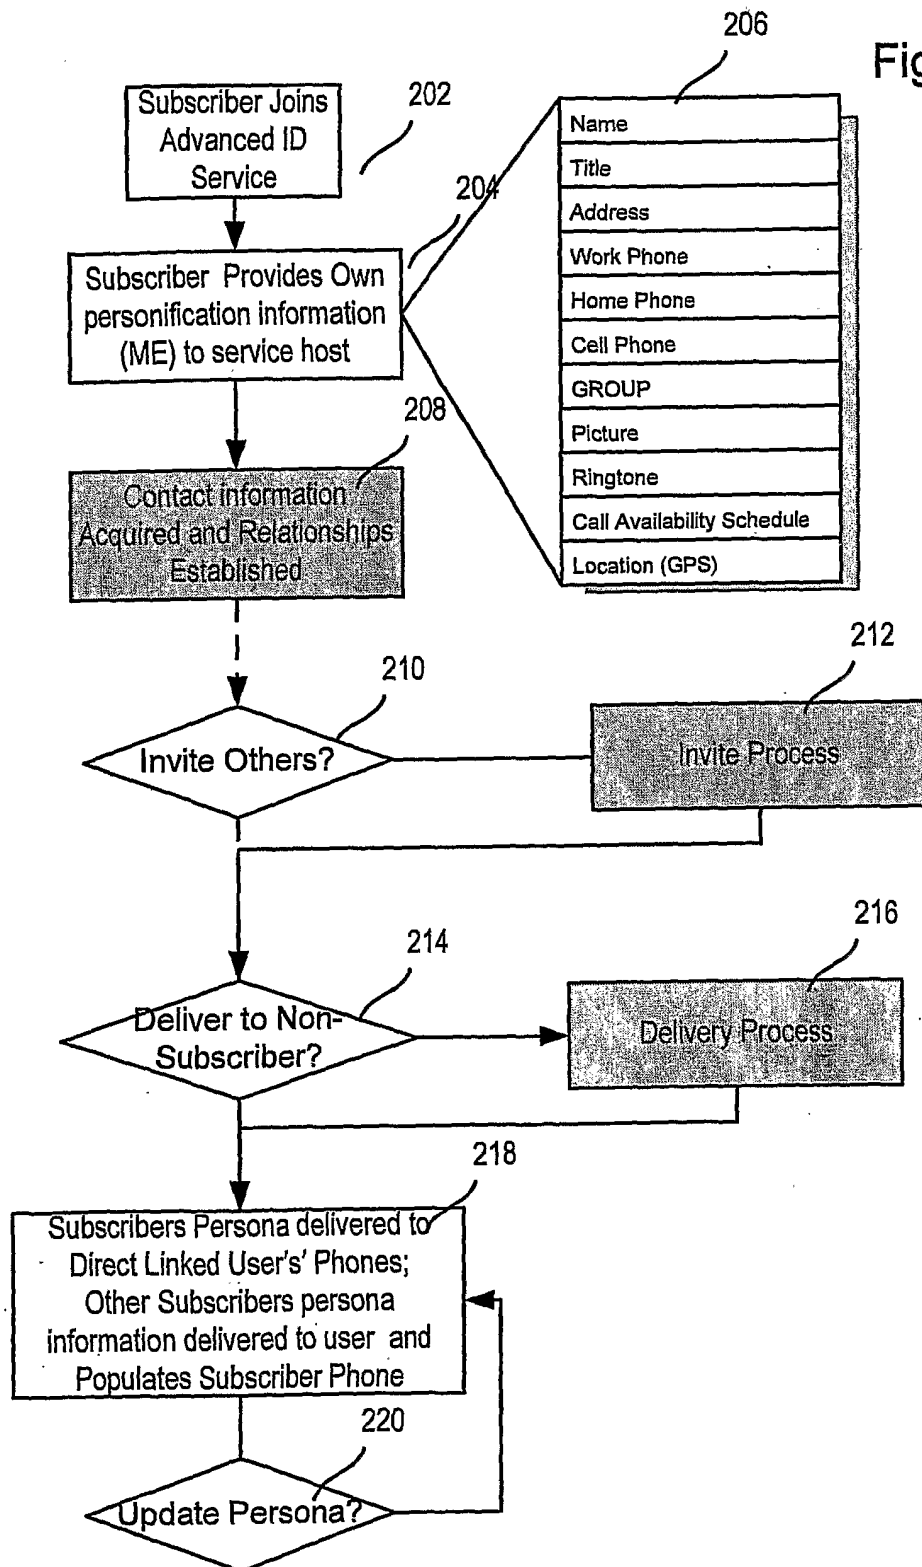 206
Fig
Subscriber Joins
Advanced ID
Service
202
204
Subscriber Provides Own
personification information
(ME) to service host
Name
Title
Address
Work Phone
Home Phone
Cell Phone
GROUP
Picture
Ringtone
Call Availability Schedule
Location (GPS)
208
Contact information
Acquired and Relationships
Established
210
Invite Others?
212
Invite Process
214
Deliver to Non-
Subscriber?
216
Delivery Process
218
Subscribers Persona delivered to
Direct Linked User's' Phones;
Other Subscribers persona
information delivered to user and
Populates Subscriber Phone
220
Update Persona?